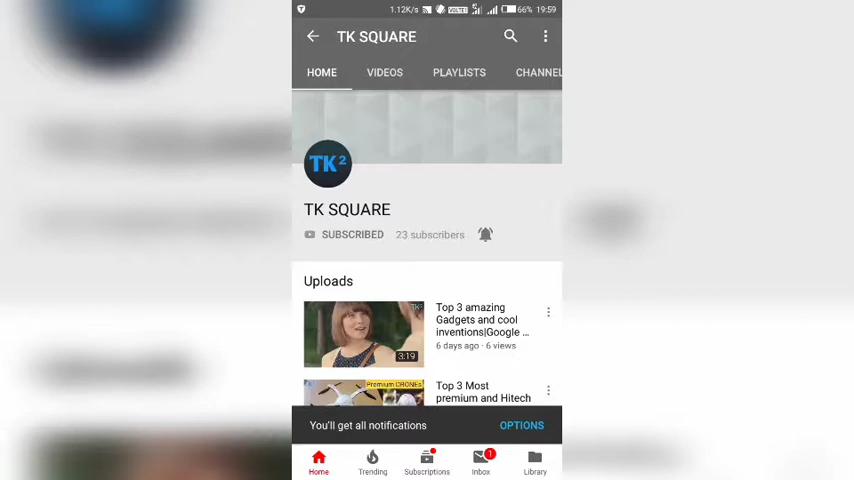 1.12K/s VOLTE 66% 19:59
TK SQUARE
HOME VIDEOS PLAYLISTS CHANNEL
TK²
TK SQUARE
SUBSCRIBED 23 subscribers
Uploads
Top 3 amazing
Gadgets and cool
inventions|Google ...
6 days ago · 6 views
3:19
Premium DRONEs
Top 3 Most
premium and Hitech
You'll get all notifications OPTIONS
1
Home Trending Subscriptions Inbox Library